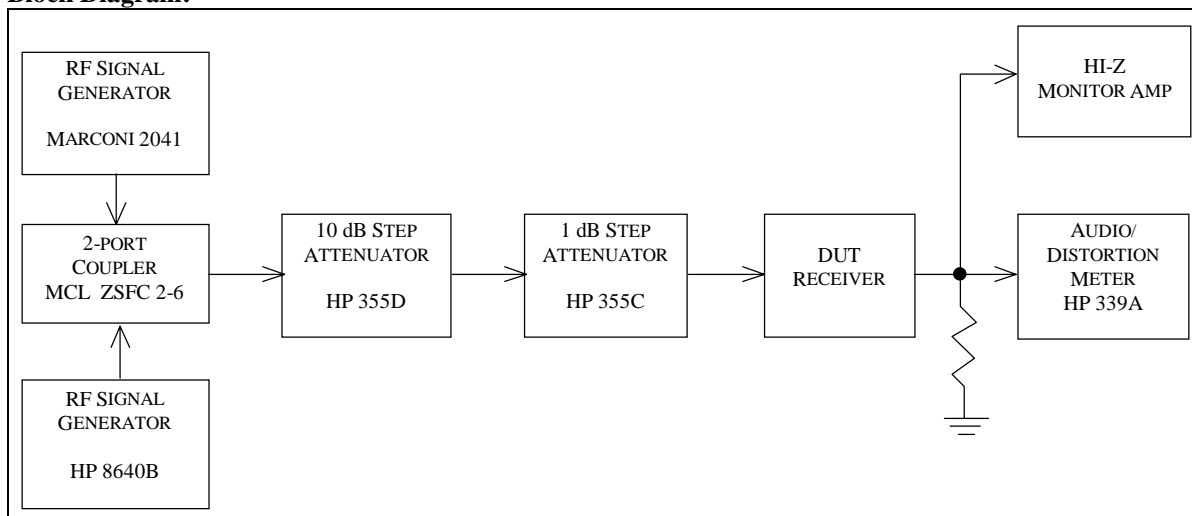 Block Diagram:
RF SIGNAL
GENERATOR
MARCONI 2041
2-PORT
COUPLER
MCL ZSFC 2-6
RF SIGNAL
GENERATOR
HP 8640B
10 dB STEP
ATTENUATOR
HP 355D
1 dB STEP
ATTENUATOR
HP 355C
DUT
RECEIVER
HI-Z
MONITOR AMP
AUDIO/
DISTORTION
METER
HP 339A